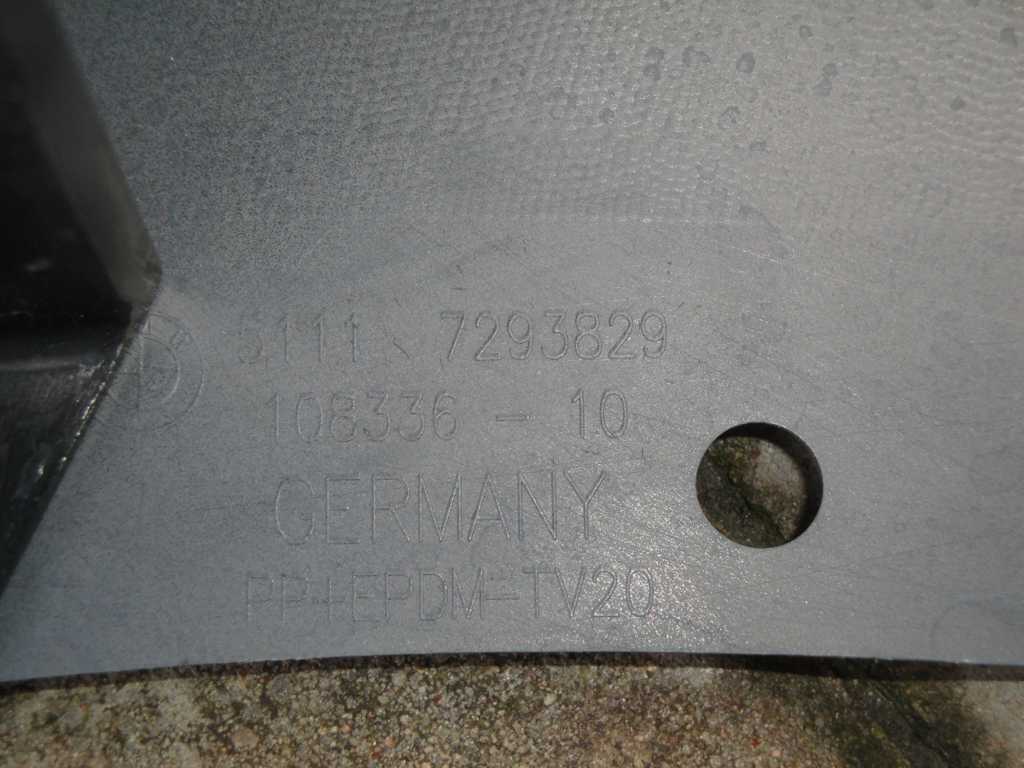 5111 7293829
108336 - 10
GERMANY
PP+EPDM-TV20